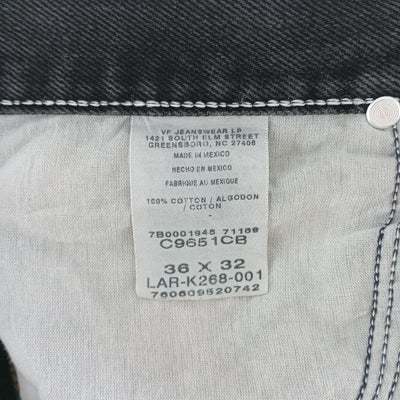 VF JEANSWEAR LP
1421 SOUTH ELM STREET
GREENSBORO, NC 27406
MADE IN MEXICO
HECHO EN MEXICO
FABRIQUE AU MEXIQUE
100% COTTON / ALGODON
/ COTON
7B0001945 71169
C9651CB
36 X 32
LAR-K268-001
760609520742